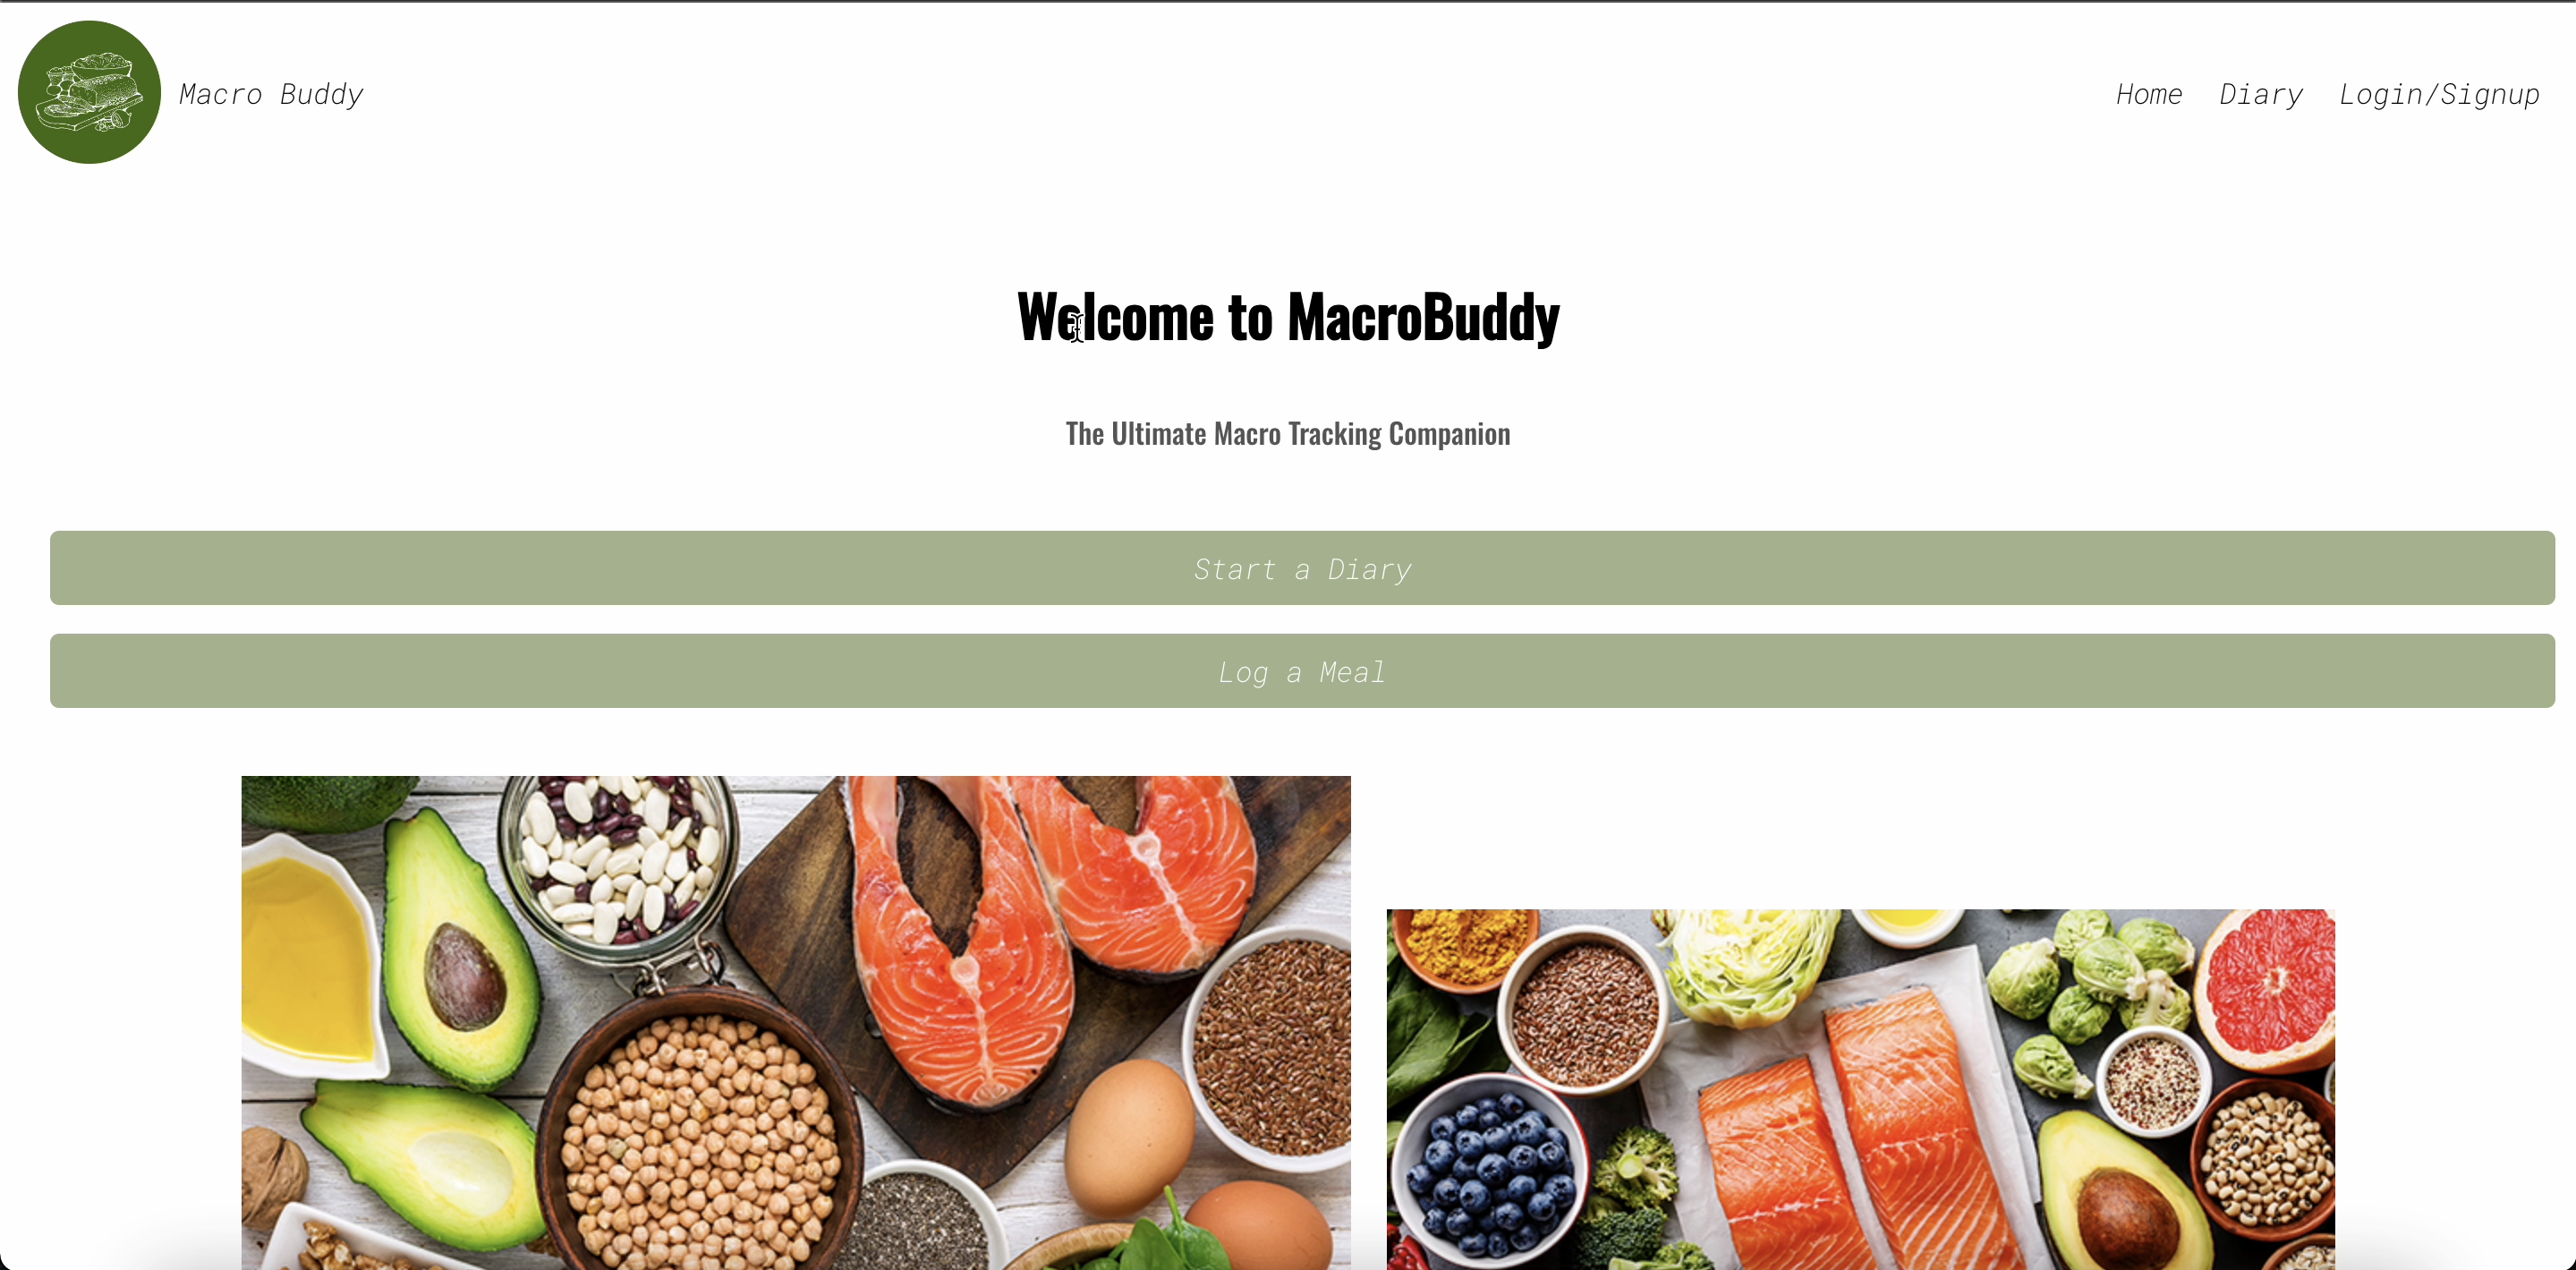 Macro Buddy
Home Diary Login/Signup
Welcome to MacroBuddy
The Ultimate Macro Tracking Companion
Start a Diary
Log a Meal